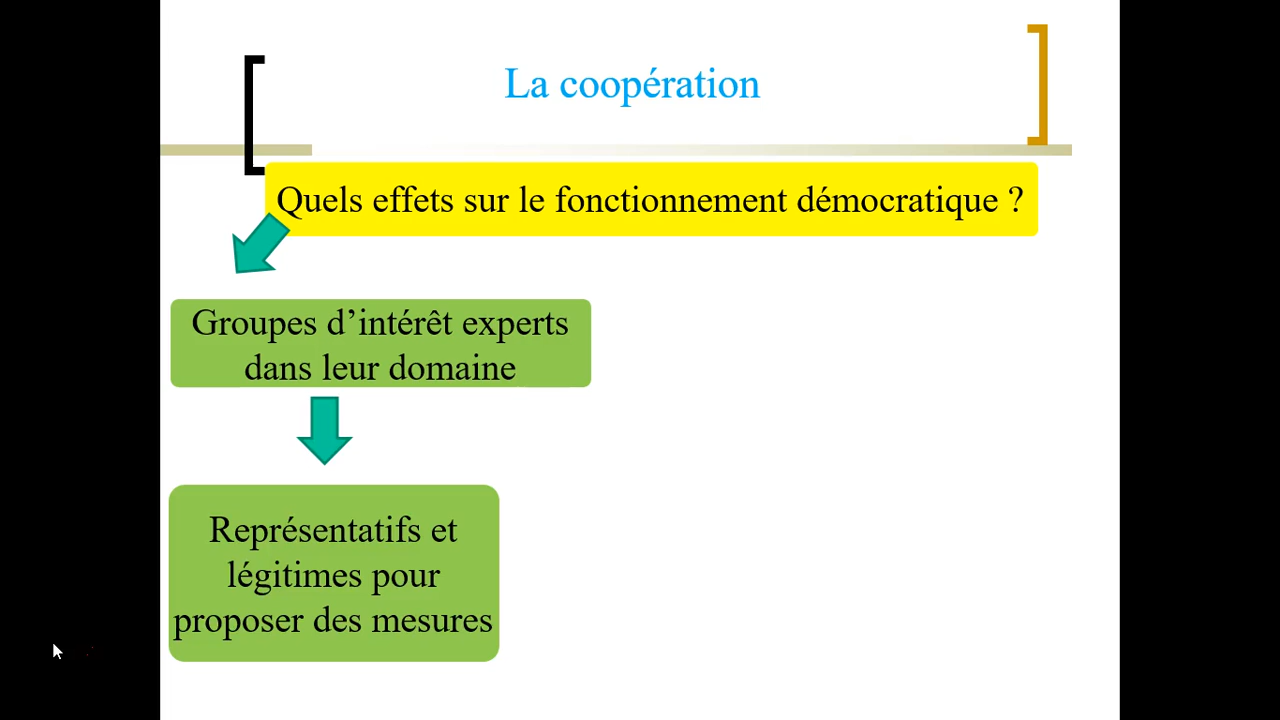 La coopération
Quels effets sur le fonctionnement démocratique ?
Groupes d’intérêt experts
dans leur domaine
Représentatifs et
légitimes pour
proposer des mesures